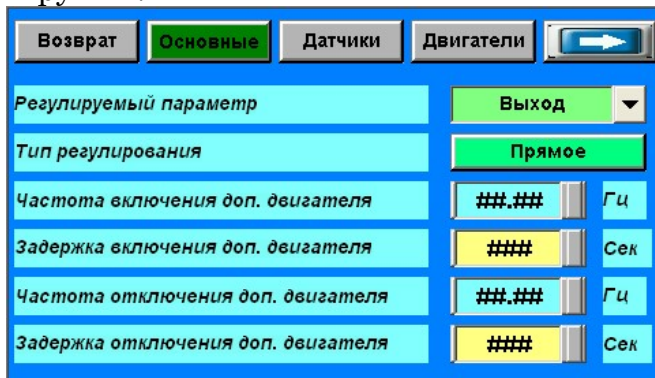 Возврат Основные Датчики Двигатели
Регулируемый параметр Выход
Тип регулирования Прямое
Частота включения доп. двигателя ##.## Гц
Задержка включения доп. двигателя ### Сек
Частота отключения доп. двигателя ##.## Гц
Задержка отключения доп. двигателя ### Сек